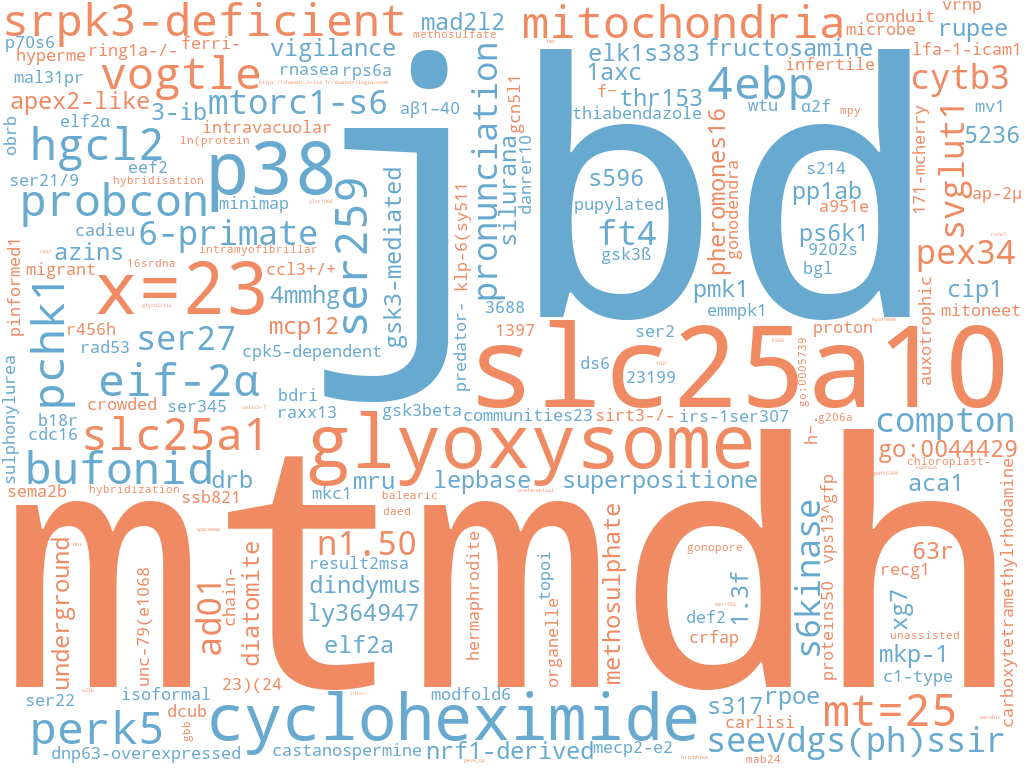 srpk3-deficient
mad2l2
methosulfate
mitochondria
conduit
vrnp
microbe
rupee
p70s6
ring1a-/-
ferri-
hyperme
vigilance
elk1s383
fructosamine
lfa-1-icam1
infertile
mal31pr
vogtle
rnasea
rps6a
1axc
f−
thr153
4ebp
cytb3
apex2-like
3-ib
mtorc1-s6
aβ1−40
gcn5l1
thiabendazole
wtu
α2f
mpy
mv1
elf2α
intravacuolar
ln(protein
obrb
hgcl2
eef2
p38
jbd
pronunciation
silurana
danrer10
pheromones16
gonodendra
171-mcherry
svglut1
5236
ser21/9
hybridisation
s596
s214
pp1ab
a951e
ap-2μ
probcon
minimap
ser259
gsk3-mediated
klp-6(sy511
pupylated
ft4
gsk3ß
ps6k1
9202s
bgl
cadieu
6-primate
intramyofibrillar
azins
migrant
16srdna
ccl3+/+
pex34
pinformed1
x=23
4mmhg
pmk1
cip1
glycolitic
3688
emmpk1
mitoneet
pchk1
r456h
rad53
ser27
mcp12
cpk5-dependent
predator-
1397
ser2
proton
auxotrophic
slc25a10
ds6
23199
go:0005739
sulphonylurea
eif-2α
bdri
raxx13
crowded
ser345
gsk3beta
communities23
sirt3-/-
irs-1ser307
g206a
h−
compton
b18r
cdc16
slc25a1
glyoxysome
go:0044429
chloroplast-
bufonid
drb
mru
lepbase
superpositione
aca1
sema2b
hybridization
ssb821
mkc1
balearic
preferential
daed
mtmdh
n1.50
result2msa
dindymus
ly364947
elf2a
underground
unc-79(e1068
ad01
chain-
diatomite
hermaphrodite
topoi
organelle
methosulphate
gonopore
1.3f
def2
crfap
s6kinase
vps13^gfp
proteins50
63r
recg1
xg7
unassisted
mkp-1
c1-type
carboxytetramethylrhodamine
23)(24
ser22
isoformal
modfold6
dcub
gbb
perk5
cycloheximide
s317
rpoe
carlisi
mt=25
dnp63-overexpressed
castanospermine
nrf1-derived
mecp2-e2
seevdgs(ph)ssir
mab24
hitchhike